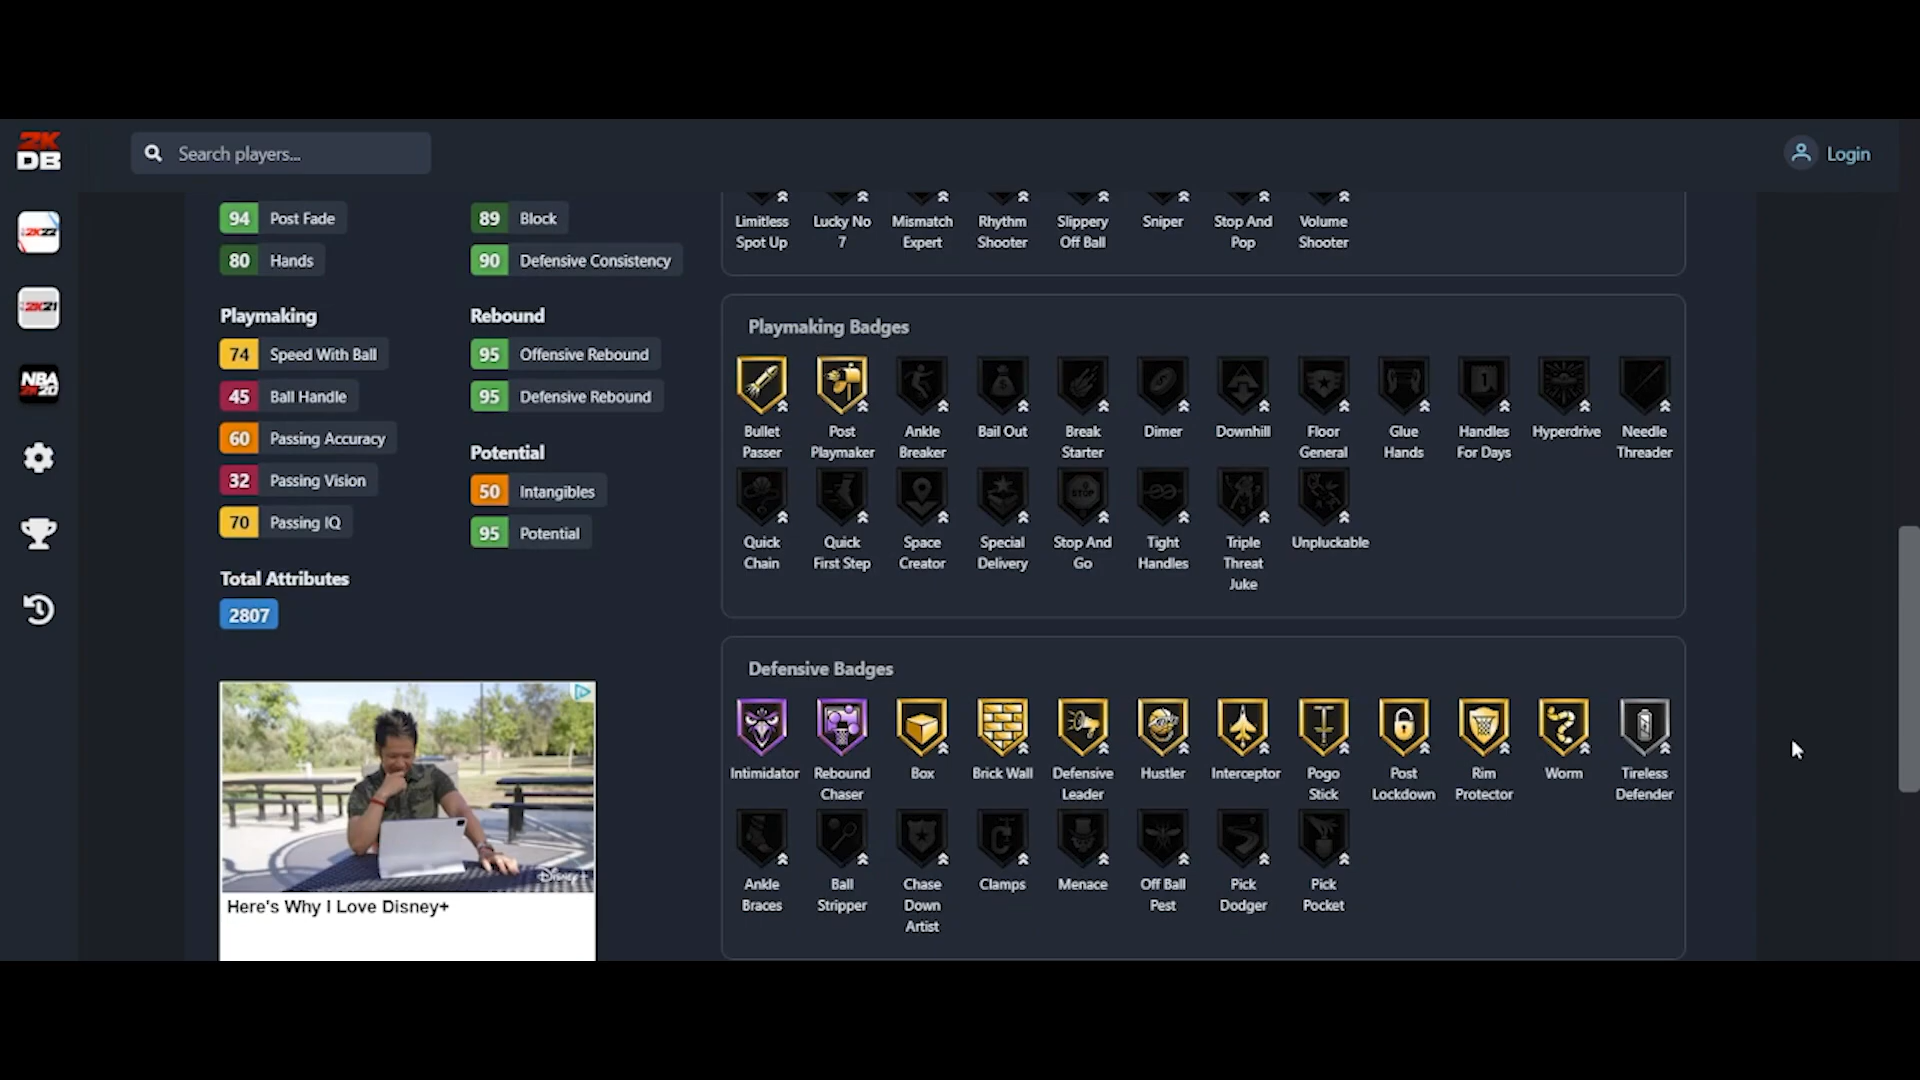 2K
DB
Search players...
Login
2K22
2K21
NBA
2K20
94 Post Fade
80 Hands
89 Block
90 Defensive Consistency
Playmaking
74 Speed With Ball
45 Ball Handle
60 Passing Accuracy
32 Passing Vision
70 Passing IQ
Total Attributes
2807
Rebound
95 Offensive Rebound
95 Defensive Rebound
Potential
50 Intangibles
95 Potential
Disney+
Here's Why I Love Disney+
Limitless Lucky No Mismatch Rhythm Slippery Sniper Stop And Volume
Spot Up 7 Expert Shooter Off Ball Pop Shooter
Playmaking Badges
Bullet Post Ankle Bail Out Break Dimer Downhill Floor Glue Handles Hyperdrive Needle
Passer Playmaker Breaker Starter General Hands For Days Threader
STOP
Quick Quick Space Special Stop And Tight Triple Unpluckable
Chain First Step Creator Delivery Go Handles Threat
Juke
Defensive Badges
Intimidator Rebound Box Brick Wall Defensive Hustler Interceptor Pogo Post Rim Worm Tireless
Chaser Leader Stick Lockdown Protector Defender
Ankle Ball Chase Clamps Menace Off Ball Pick Pick
Braces Stripper Down Pest Dodger Pocket
Artist